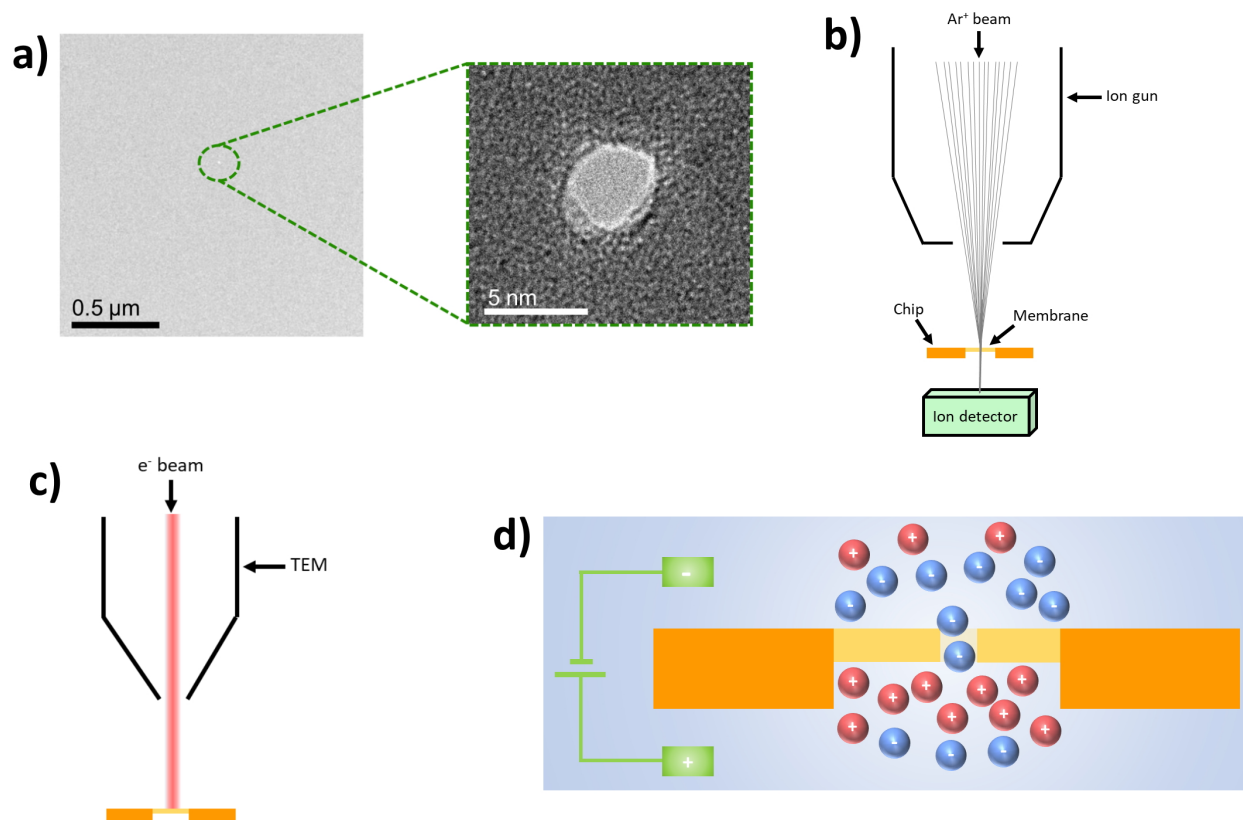 a)
0.5 µm
5 nm
b)
Ar⁺ beam
Ion gun
Chip
Membrane
Ion detector
c)
e⁻ beam
TEM
d)
-
+
+
+
+
-
-
-
-
-
-
-
-
-
+
+
+
+
+
+
+
+
+
-
-
-